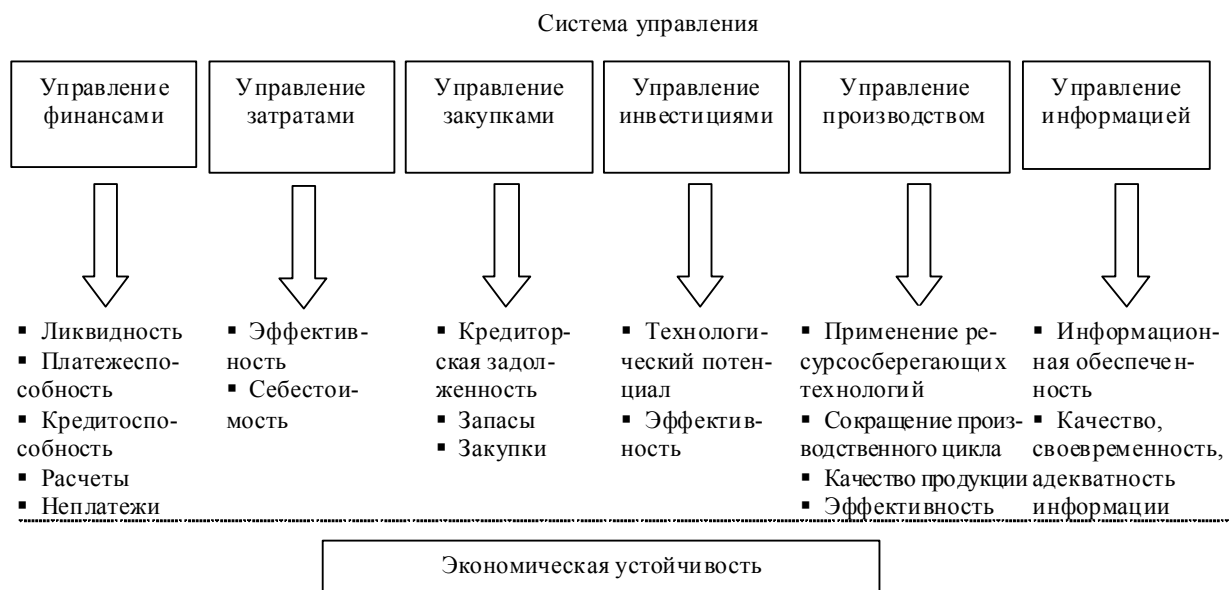 Система управления
Управление
финансами
Управление
затратами
Управление
закупками
Управление
инвестициями
Управление
производством
Управление
информацией
▪ Ликвидность
▪ Платежеспо-
собность
▪ Кредитоспо-
собность
▪ Расчеты
▪ Неплатежи
▪ Эффектив-
ность
▪ Себестои-
мость
▪ Кредитор-
ская задол-
женность
▪ Запасы
▪ Закупки
▪ Технологи-
ческий потен-
циал
▪ Эффектив-
ность
▪ Применение ре-
сурсосберегающих
технологий
▪ Сокращение произ-
водственного цикла
▪ Качество продукции
▪ Эффективность
▪ Информацион-
ная обеспечен-
ность
▪ Качество,
своевременность,
адекватность
информации
Экономическая устойчивость